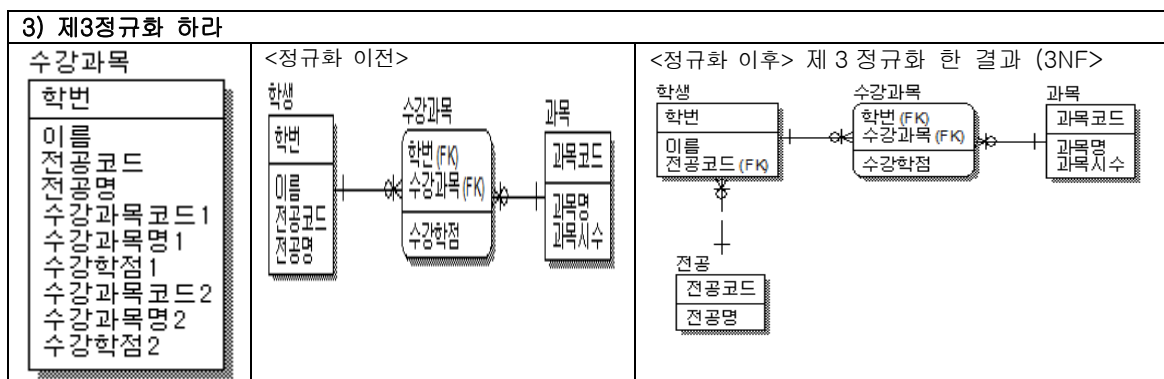 3) 제3정규화 하라
수강과목
학번
이름
전공코드
전공명
수강과목코드1
수강과목명1
수강학점1
수강과목코드2
수강과목명2
수강학점2
<정규화 이전>
학생
학번
이름
전공코드
전공명
수강과목
학번(FK)
수강과목(FK)
수강학점
과목
과목코드
과목명
과목시수
<정규화 이후> 제 3 정규화 한 결과 (3NF>
학생
학번
이름
전공코드(FK)
수강과목
학번(FK)
수강과목(FK)
수강학점
과목
과목코드
과목명
과목시수
전공
전공코드
전공명